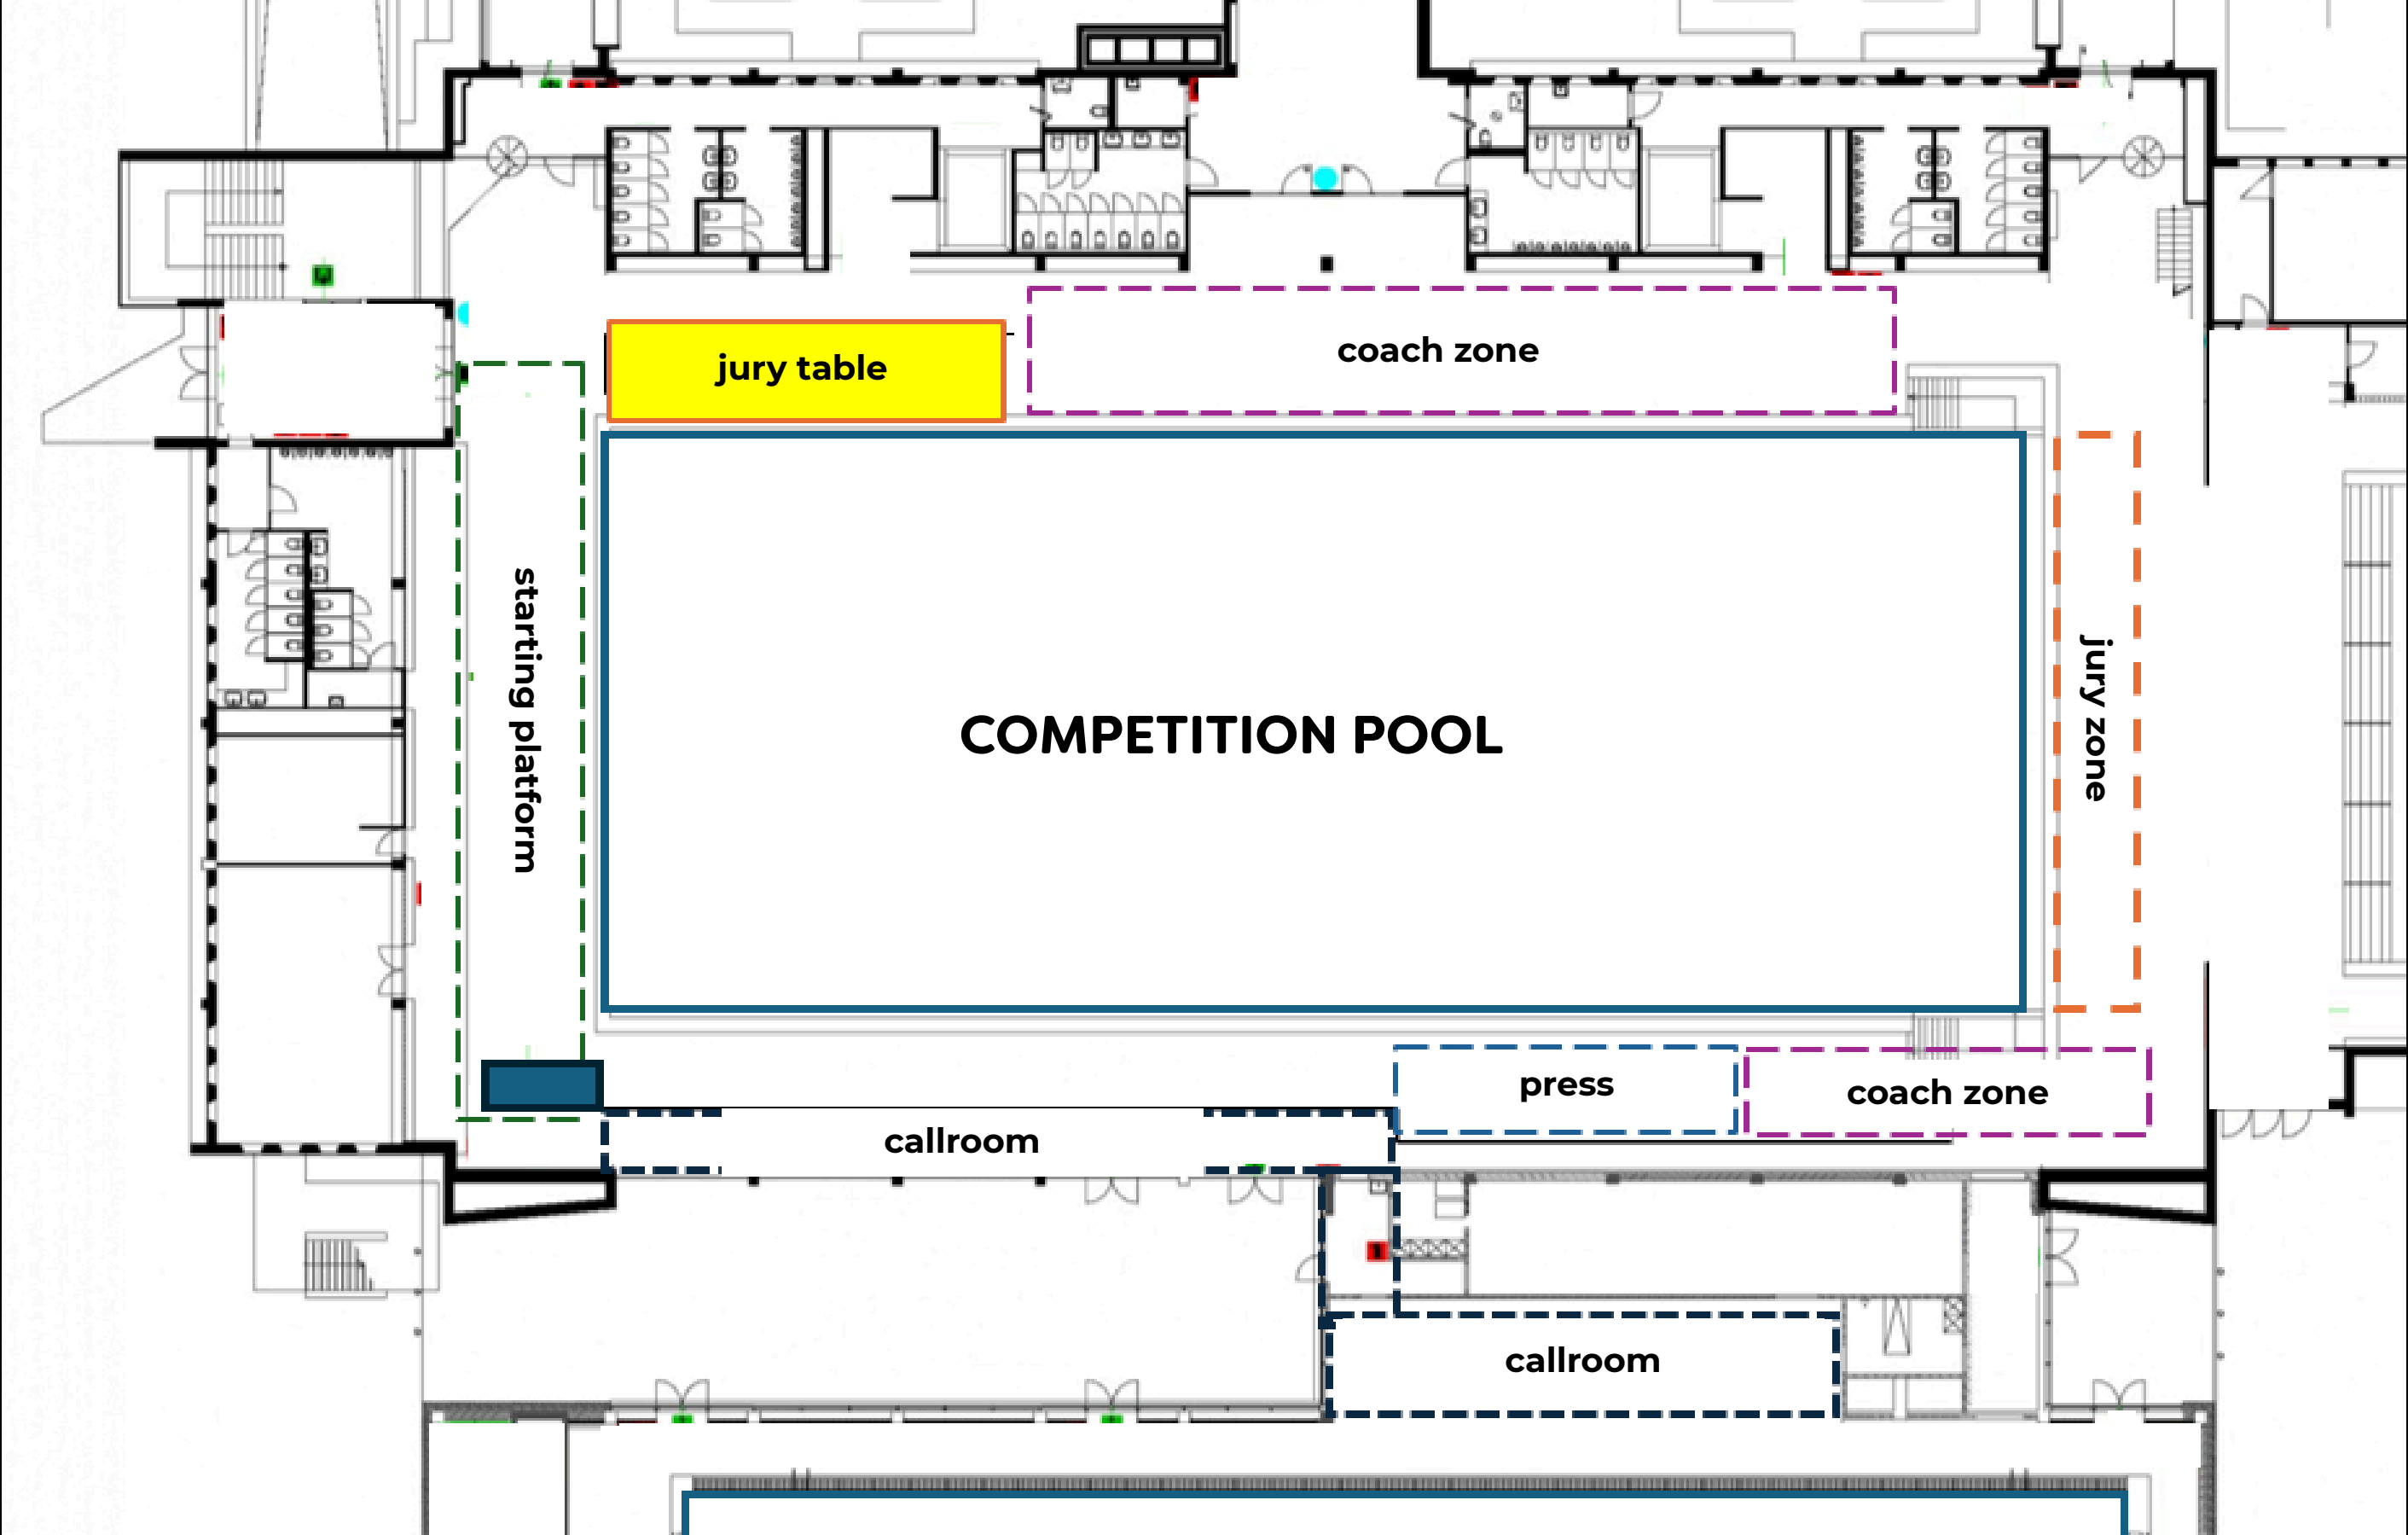 coach zone
jury table
starting platform
COMPETITION POOL
jury zone
press
coach zone
callroom
callroom